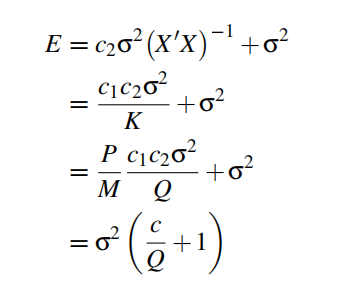 E = c₂σ²(X′X)⁻¹ + σ²
= c₁c₂σ²/K + σ²
= P/M c₁c₂σ²/Q + σ²
= σ²(c/Q + 1)